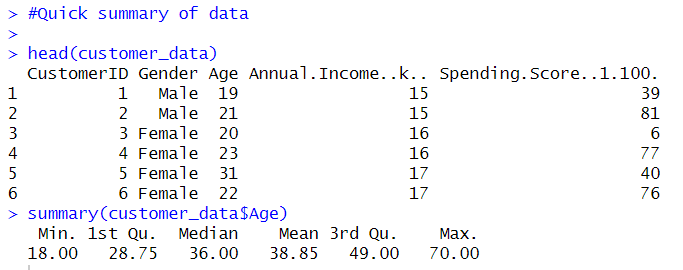 > #Quick summary of data
>
> head(customer_data)
CustomerID Gender Age Annual.Income..k.. Spending.Score..1.100.
1 1 Male 19 15 39
2 2 Male 21 15 81
3 3 Female 20 16 6
4 4 Female 23 16 77
5 5 Female 31 17 40
6 6 Female 22 17 76
> summary(customer_data$Age)
Min. 1st Qu. Median Mean 3rd Qu. Max.
18.00 28.75 36.00 38.85 49.00 70.00